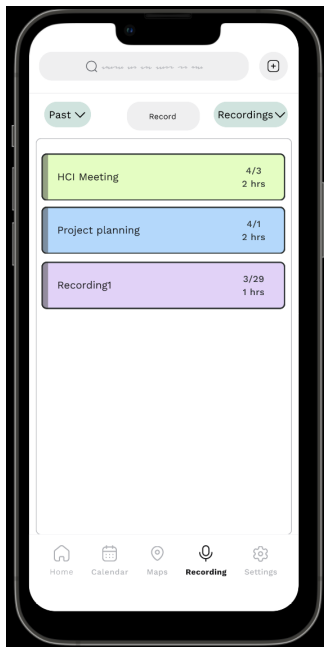 Past
Record
Recordings
HCI Meeting
4/3
2 hrs
Project planning
4/1
2 hrs
Recording1
3/29
1 hrs
Home
Calendar
Maps
Recording
Settings